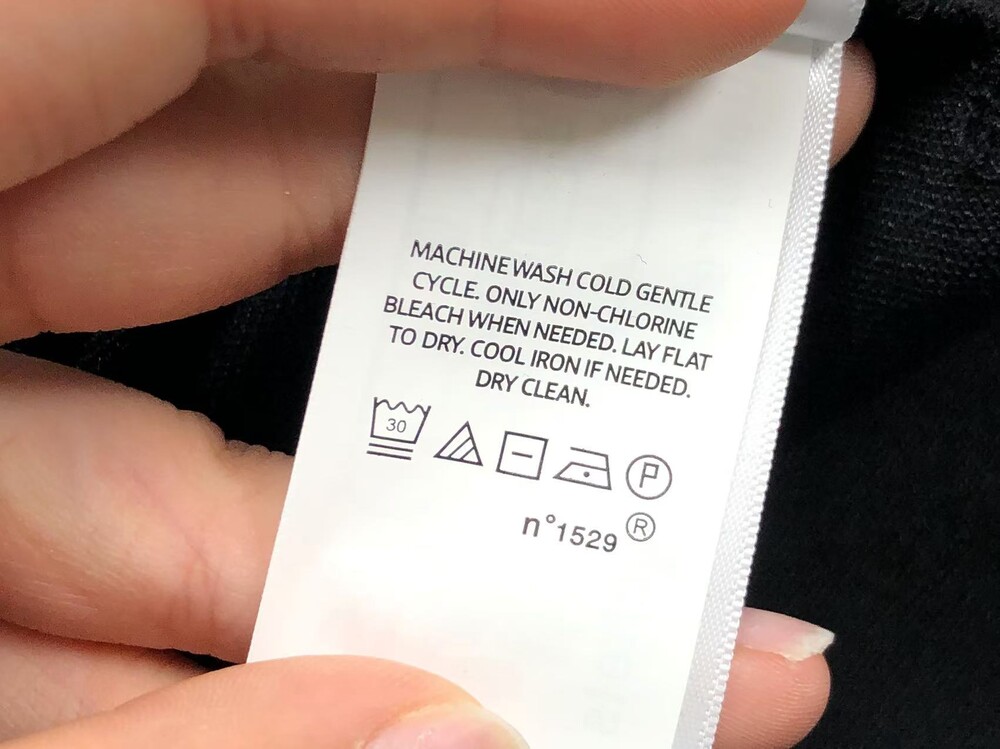 MACHINE WASH COLD GENTLE
CYCLE. ONLY NON-CHLORINE
BLEACH WHEN NEEDED. LAY FLAT
TO DRY. COOL IRON IF NEEDED.
DRY CLEAN.
30 P
n°1529 ®